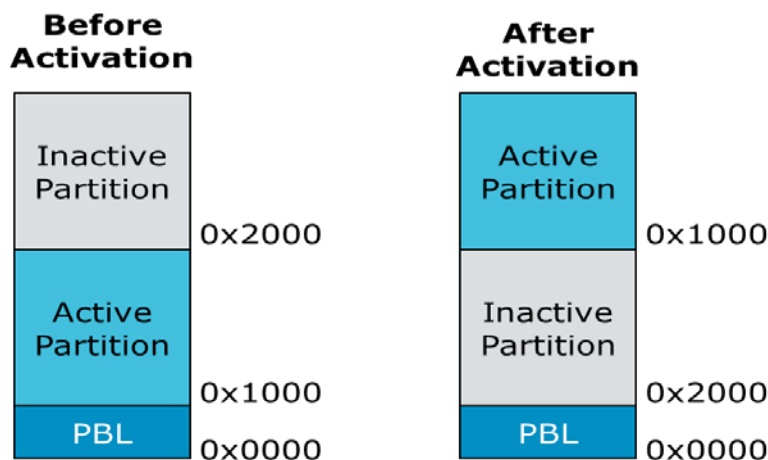 Before
Activation
Inactive
Partition
0x2000
Active
Partition
0x1000
PBL
0x0000
After
Activation
Active
Partition
0x1000
Inactive
Partition
0x2000
PBL
0x0000